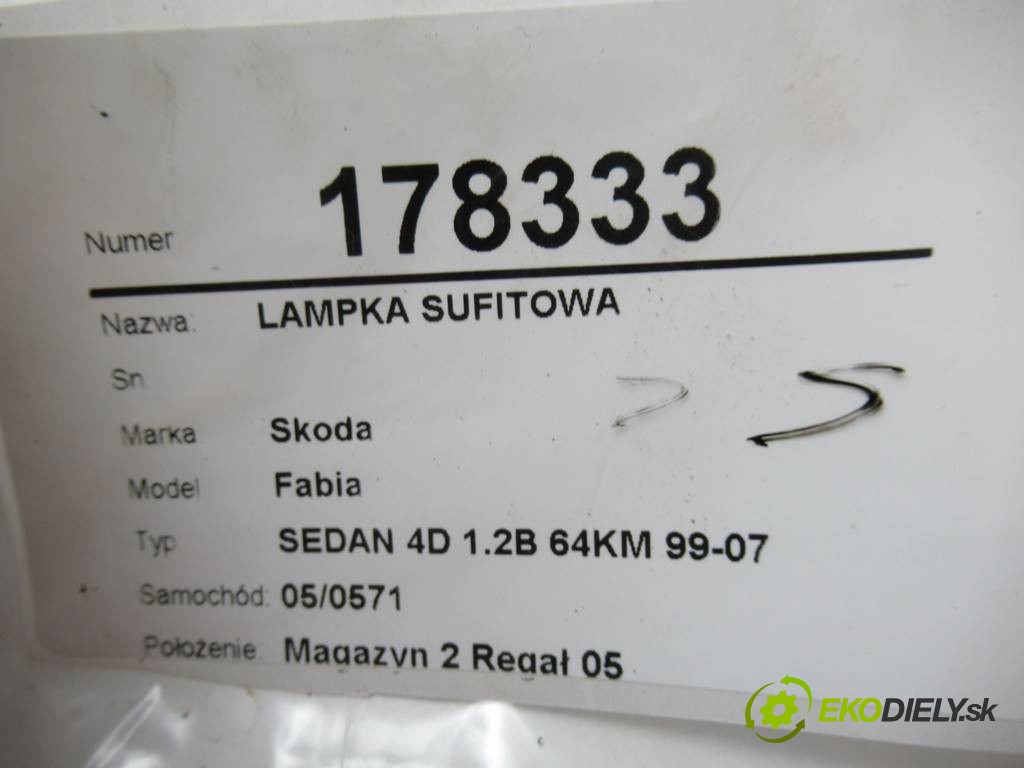 Numer 178333
Nazwa: LAMPKA SUFITOWA
Sn
Marka Skoda
Model Fabia
Typ SEDAN 4D 1.2B 64KM 99-07
Samochód: 05/0571
Położenie: Magazyn 2 Regał 05
EKODIELY.sk